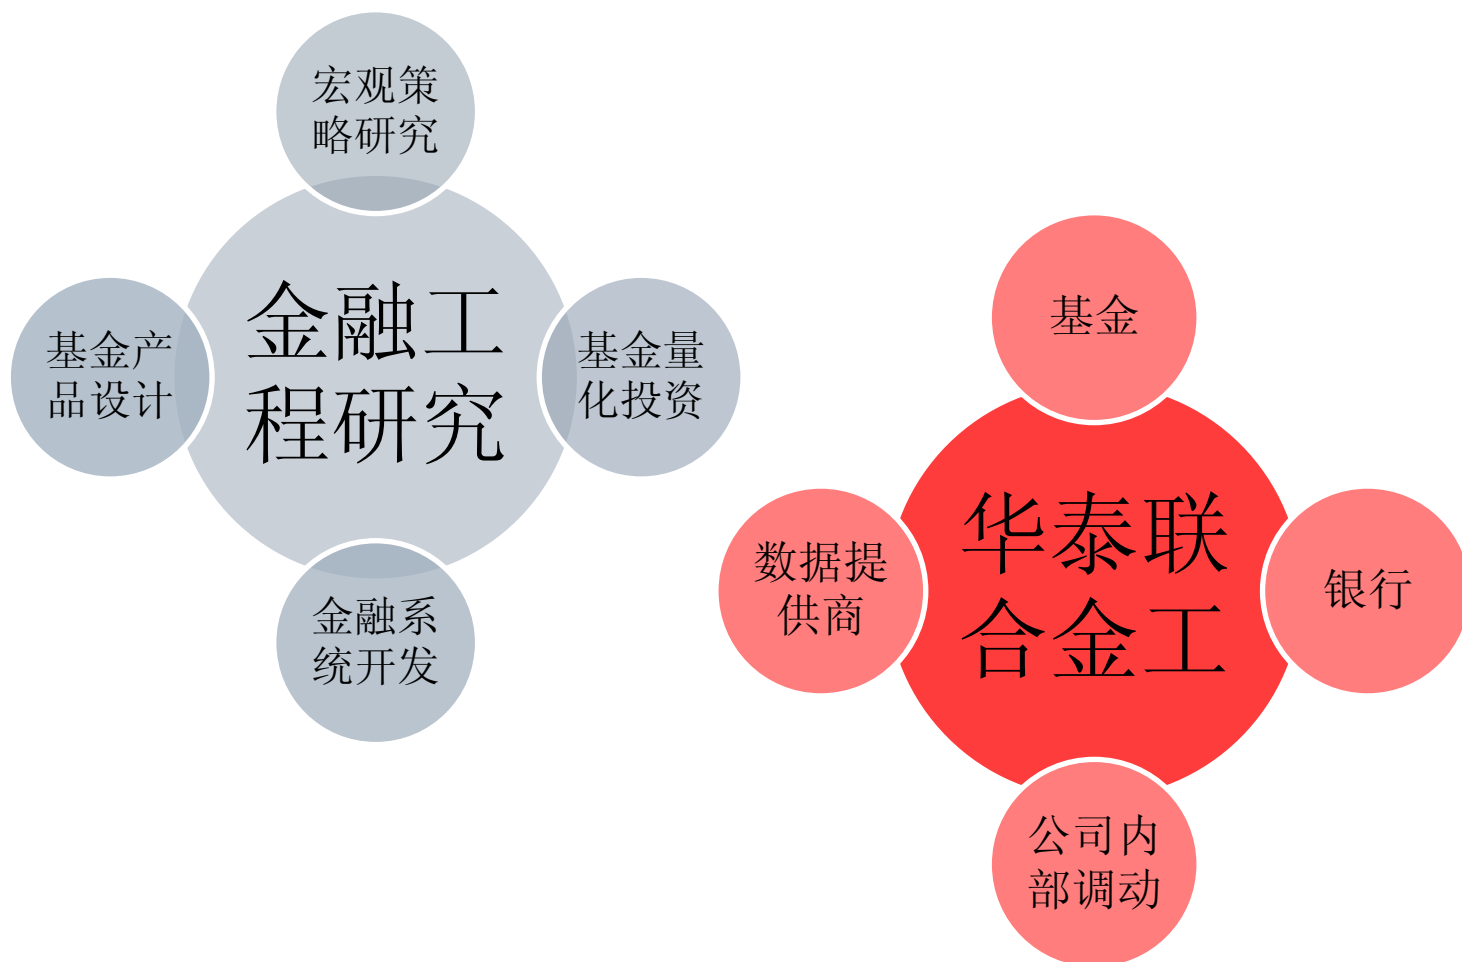 宏观策
略研究
基金产
品设计
金融工
程研究
基金量
化投资
金融系
统开发
基金
数据提
供商
华泰联
合金工
银行
公司内
部调动